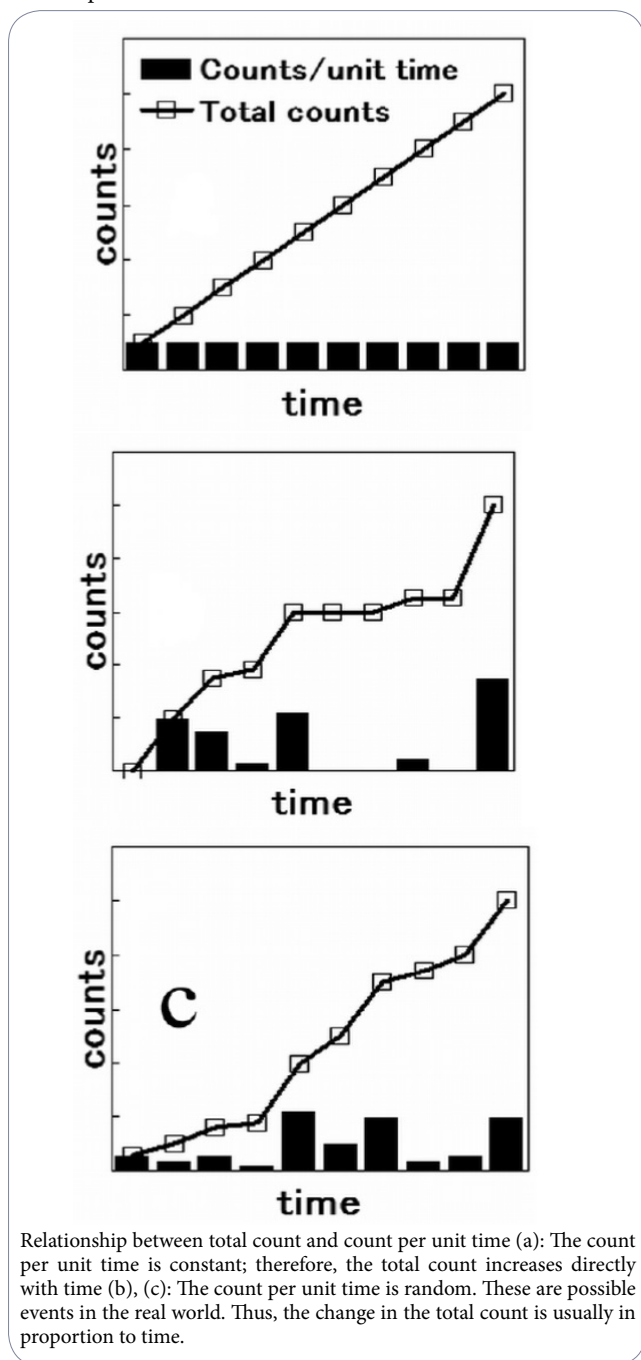 Counts/unit time
Total counts
counts
time
counts
time
c
counts
time
Relationship between total count and count per unit time (a): The count
per unit time is constant; therefore, the total count increases directly
with time (b), (c): The count per unit time is random. These are possible
events in the real world. Thus, the change in the total count is usually in
proportion to time.